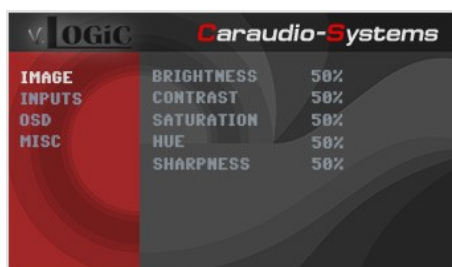 v. LOGiC Caraudio-Systems
IMAGE BRIGHTNESS 50%
INPUTS CONTRAST 50%
OSD SATURATION 50%
MISC HUE 50%
SHARPNESS 50%